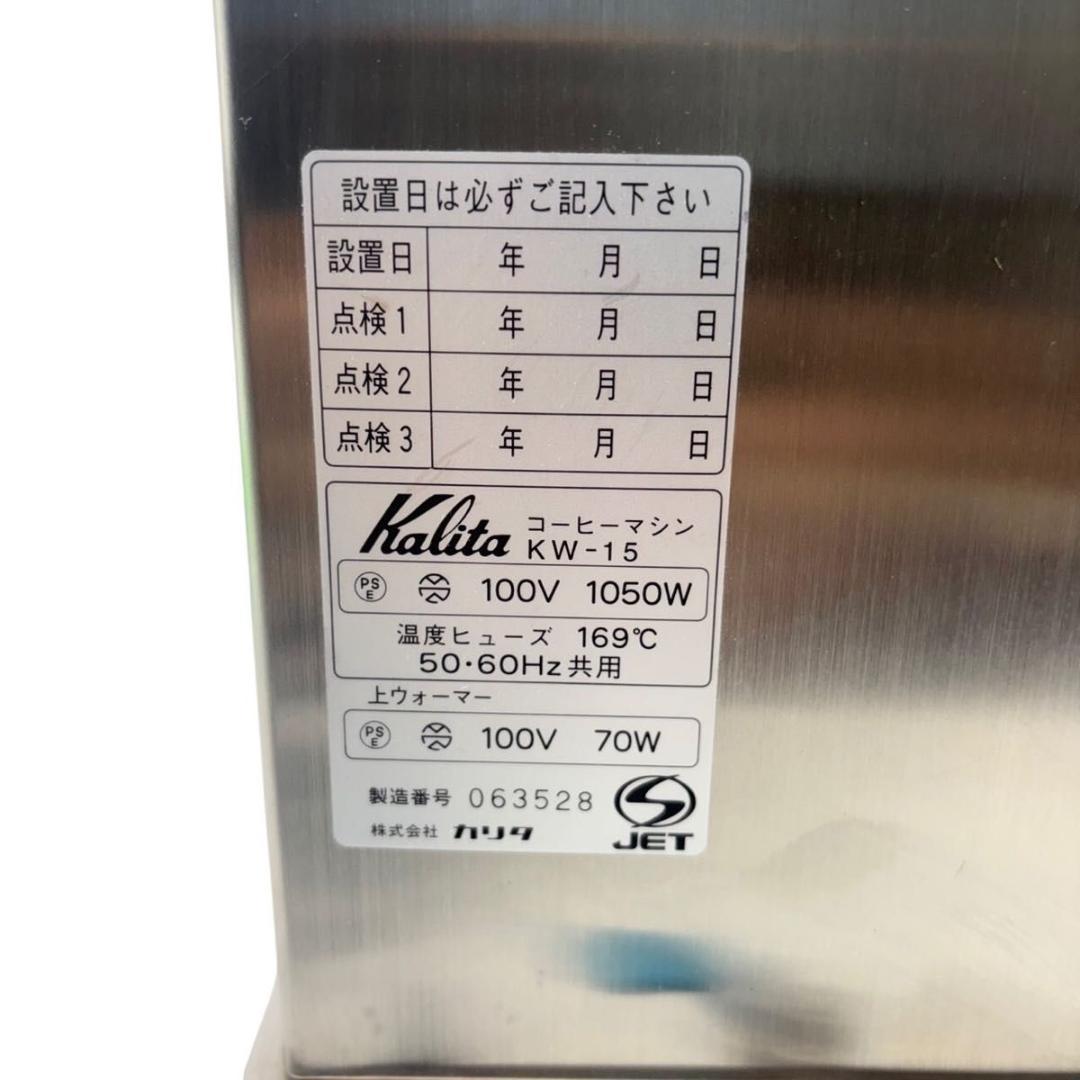 設置日は必ずご記入下さい
設置日 年 月 日
点検1 年 月 日
点検2 年 月 日
点検3 年 月 日
Kalita コーヒーマシン
KW-15
PSE 100V 1050W
温度ヒューズ 169℃
50・60Hz共用
上ウォーマー
PSE 100V 70W
製造番号 063528
株式会社 カリタ
JET